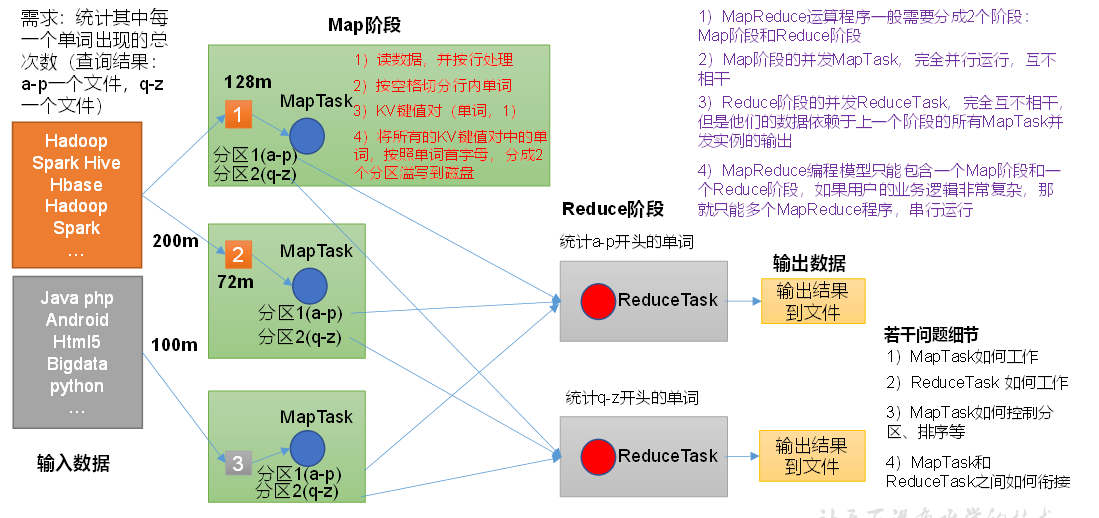 需求：统计其中每
一个单词出现的总
次数（查询结果：
a-p一个文件，q-z
一个文件）
Hadoop
Spark Hive
Hbase
Hadoop
Spark
…
Java php
Android
Html5
Bigdata
python
…
输入数据
200m
100m
Map阶段
128m
1
MapTask
分区1(a-p)
分区2(q-z)
1）读数据，并按行处理
2）按空格切分行内单词
3）KV键值对（单词，1）
4）将所有的KV键值对中的单
词，按照单词首字母，分成2
个分区溢写到磁盘
2
72m
MapTask
分区1(a-p)
分区2(q-z)
3
MapTask
分区1(a-p)
分区2(q-z)
Reduce阶段
统计a-p开头的单词
ReduceTask
统计q-z开头的单词
ReduceTask
输出数据
输出结果
到文件
输出结果
到文件
1）MapReduce运算程序一般需要分成2个阶段：
Map阶段和Reduce阶段
2）Map阶段的并发MapTask，完全并行运行，互不
相干
3）Reduce阶段的并发ReduceTask，完全互不相干，
但是他们的数据依赖于上一个阶段的所有MapTask并
发实例的输出
4）MapReduce编程模型只能包含一个Map阶段和一
个Reduce阶段，如果用户的业务逻辑非常复杂，那
就只能多个MapReduce程序，串行运行
若干问题细节
1）MapTask如何工作
2）ReduceTask 如何工作
3）MapTask如何控制分
区、排序等
4）MapTask和
ReduceTask之间如何衔接